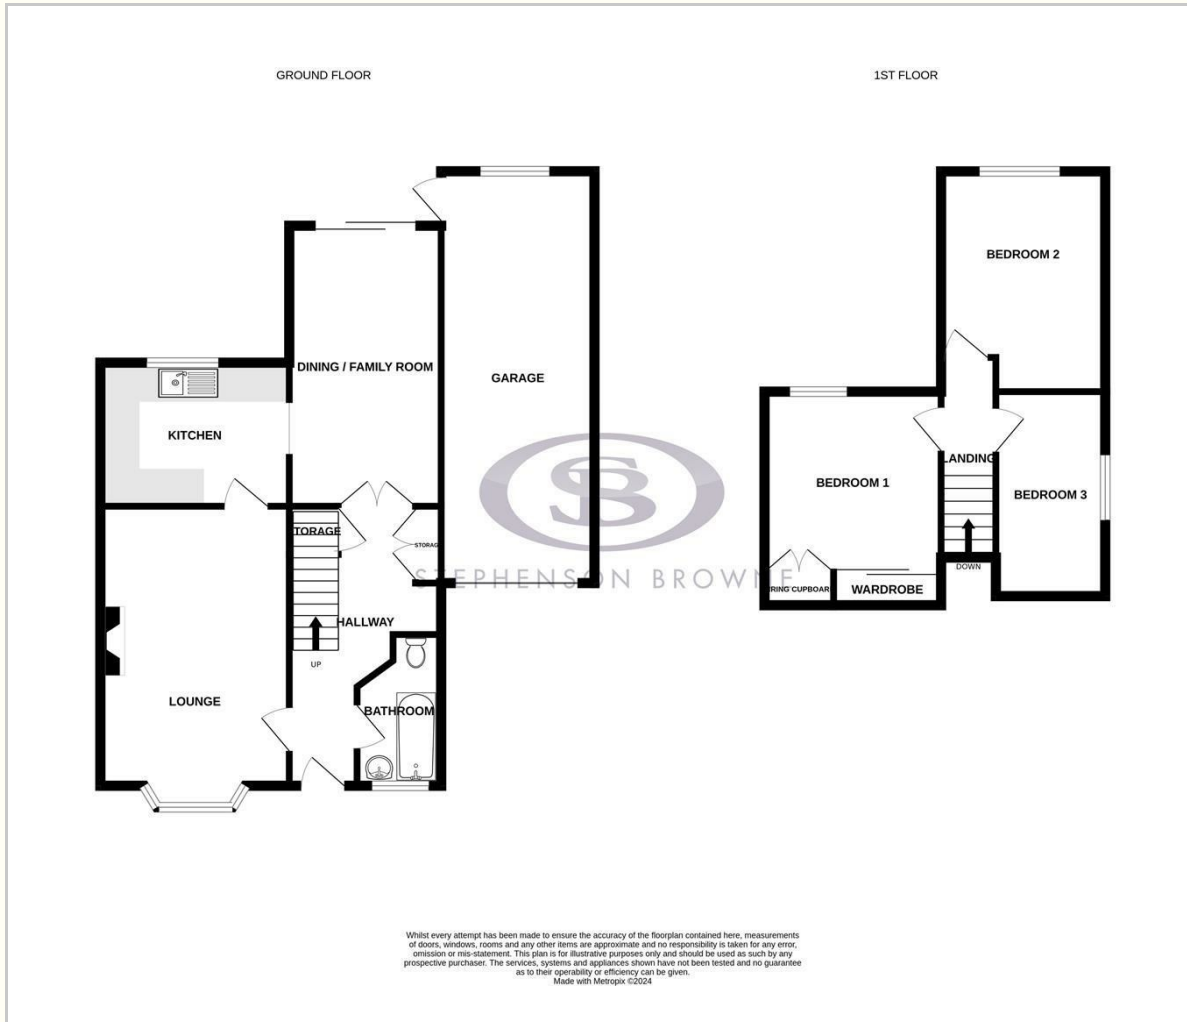 GROUND FLOOR
1ST FLOOR
BEDROOM 2
DINING / FAMILY ROOM
GARAGE
KITCHEN
LANDING
BEDROOM 1
BEDROOM 3
TORAGE
STORAG
DOWN
STEPHENSON BROWNE
RING CUPBOAR
WARDROBE
HALLWAY
UP
LOUNGE
BATHROOM
Whilst every attempt has been made to ensure the accuracy of the floorplan contained here, measurements
of doors, windows, rooms and any other items are approximate and no responsibility is taken for any error,
omission or mis-statement. This plan is for illustrative purposes only and should be used as such by any
prospective purchaser. The services, systems and appliances shown have not been tested and no guarantee
as to their operability or efficiency can be given.
Made with Metropix ©2024